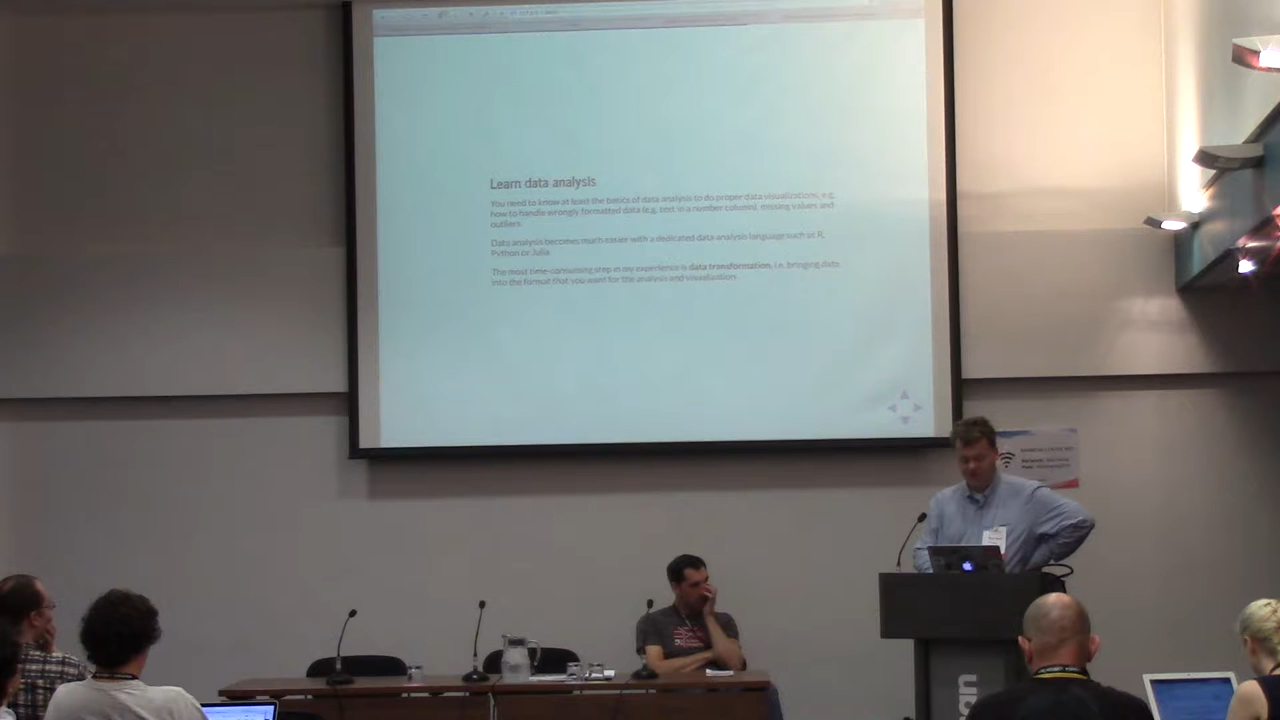 Learn data analysis
You need to know at least the basics of data analysis to do proper data visualizations, e.g.
how to handle wrongly formatted data (e.g. text in a number column), missing values and
outliers.
Data analysis becomes much easier with a dedicated data analysis language such as R,
Python or Julia
The most time-consuming step in my experience is data transformation, i.e. bringing data
into the format that you want for the analysis and visualization